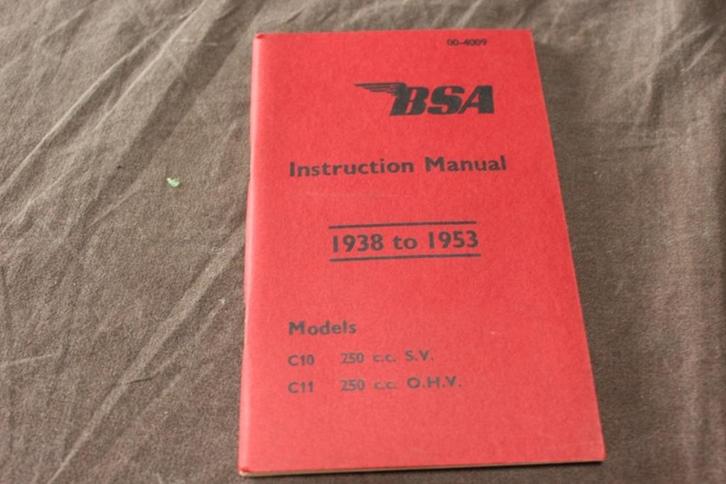 00-4009
BSA
Instruction Manual
1938 to 1953
Models
C10 250 c.c. S.V.
C11 250 c.c. O.H.V.